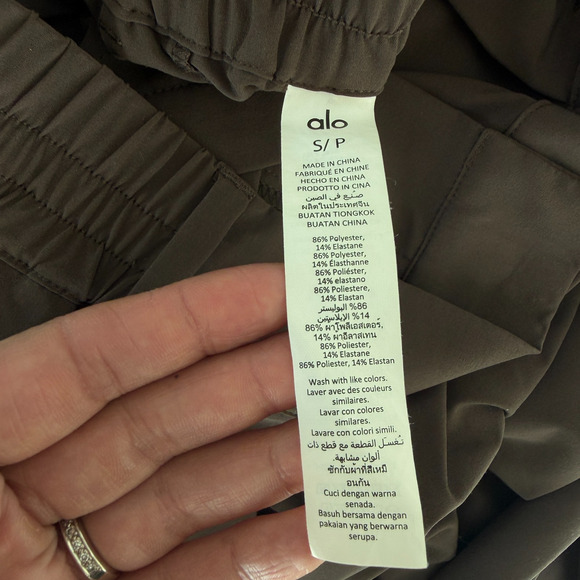 alo
S/ P
MADE IN CHINA
FABRIQUÉ EN CHINE
HECHO EN CHINA
PRODOTTO IN CINA
صنع في الصين
ผลิตในประเทศจีน
BUATAN TIONGKOK
BUATAN CHINA
86% Polyester,
14% Elastane
86% Polyester,
14% Élasthanne
86% Poliéster,
14% elastano
86% Poliestere,
14% Elastan
86% البوليستر
14% الإيلاستين
86% ผ้าโพลีเอสเตอร์,
14% ผ้าอีลาสเทน
86% Poliester,
14% Elastane
86% Poliester, 14% Elastan
Wash with like colors.
Laver avec des couleurs
similaires.
Lavar con colores
similares.
Lavare con colori simili.
تُغسل القطعة مع قطع ذات
ألوان مشابهة.
ซักกับผ้าที่สีเหมื
อนกัน
Cuci dengan warna
senada.
Basuh bersama dengan
pakaian yang berwarna
serupa.